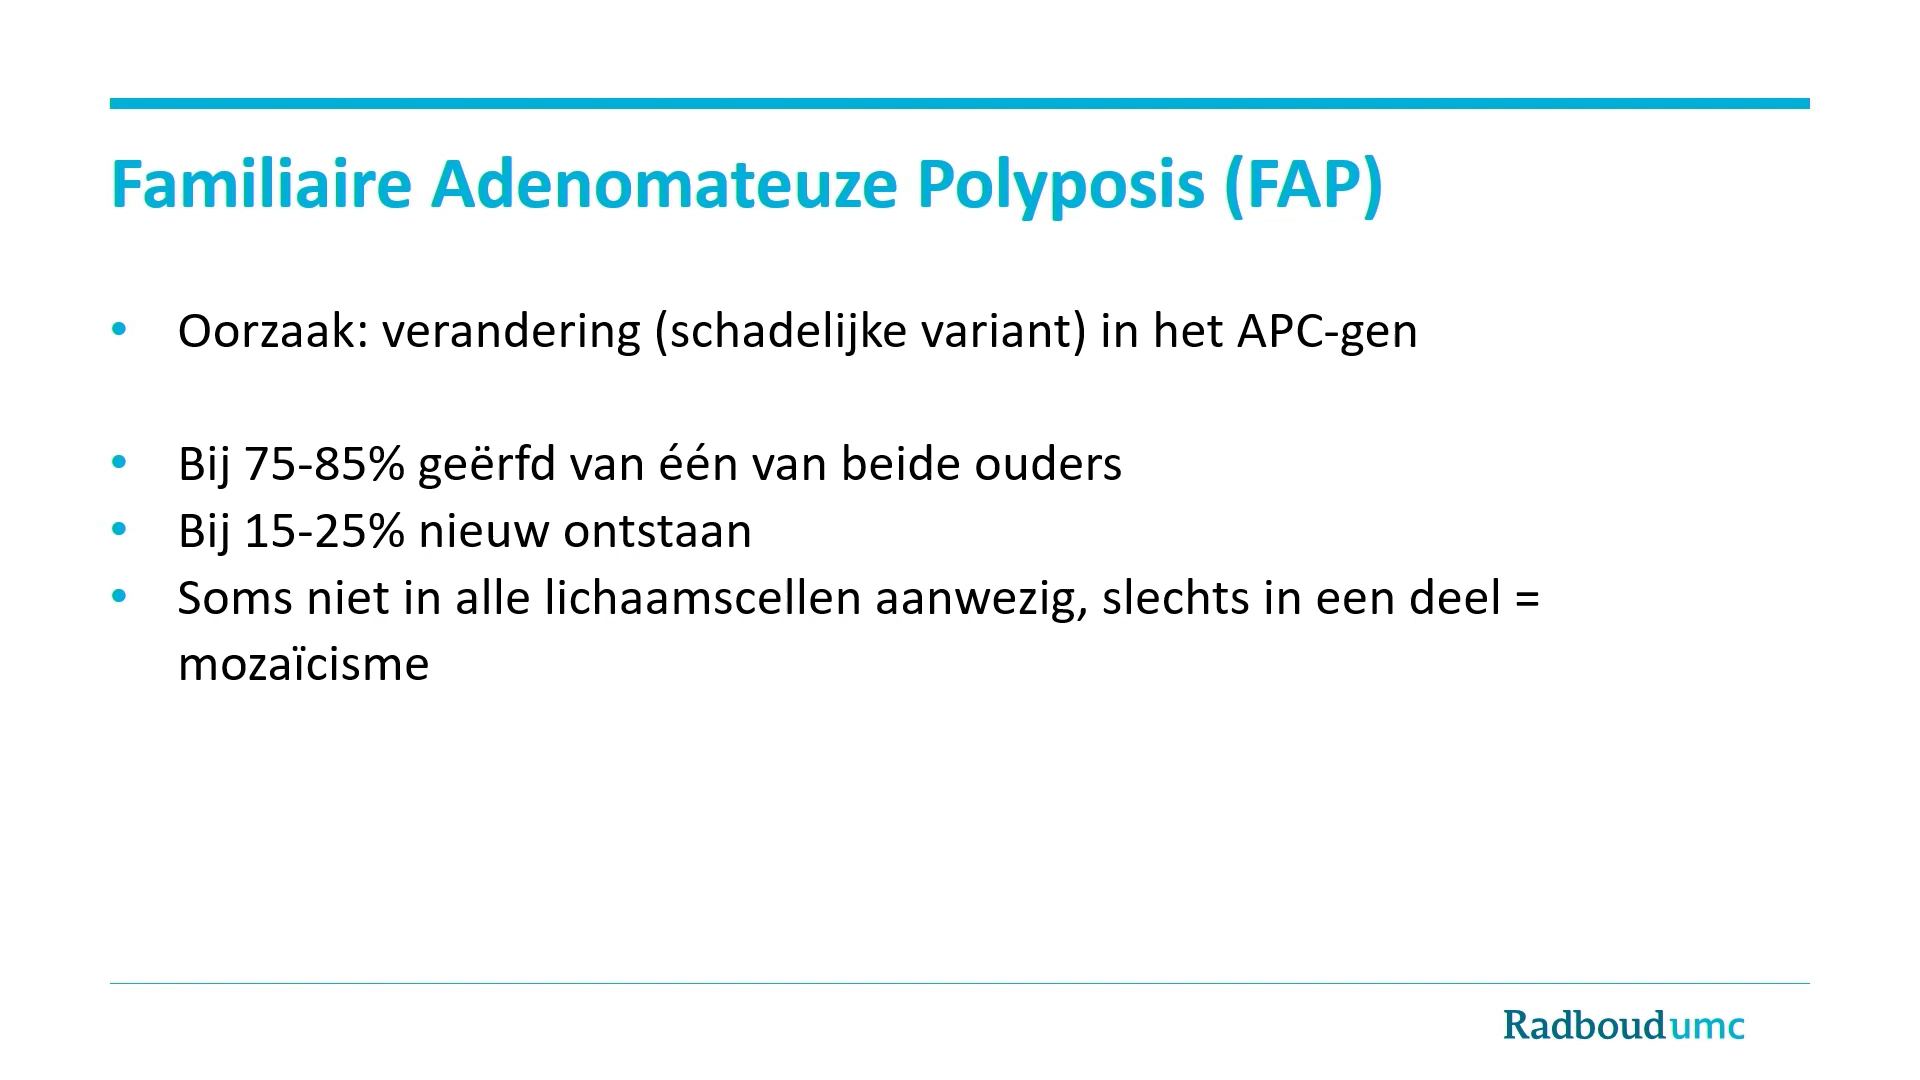 Familiaire Adenomateuze Polyposis (FAP)
• Oorzaak: verandering (schadelijke variant) in het APC-gen
• Bij 75-85% geërfd van één van beide ouders
• Bij 15-25% nieuw ontstaan
• Soms niet in alle lichaamscellen aanwezig, slechts in een deel =
mozaïcisme
Radboudumc